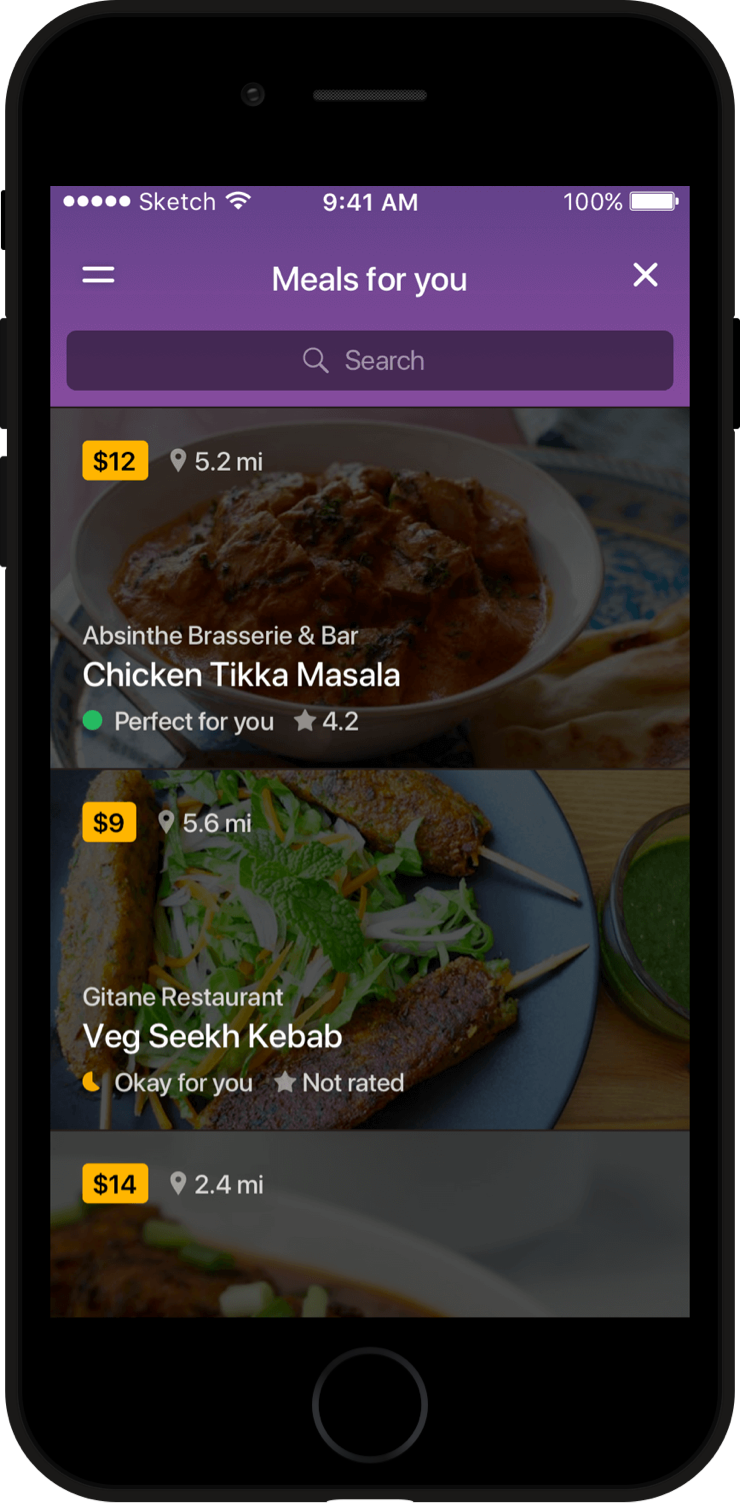 Sketch 9:41 AM 100%
Meals for you
Search
$12 5.2 mi
Absinthe Brasserie & Bar
Chicken Tikka Masala
Perfect for you 4.2
$9 5.6 mi
Gitane Restaurant
Veg Seekh Kebab
Okay for you Not rated
$14 2.4 mi